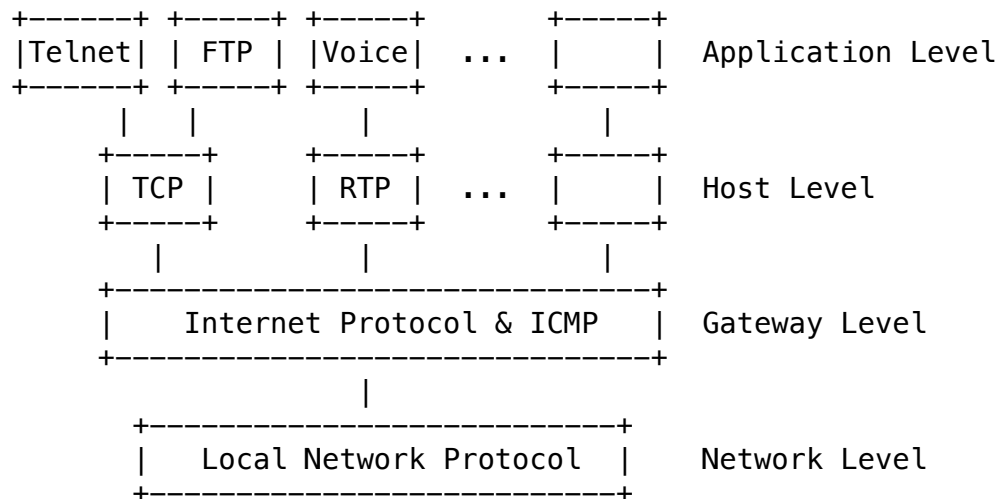 Telnet FTP Voice ... Application Level
TCP RTP ... Host Level
Internet Protocol & ICMP Gateway Level
Local Network Protocol Network Level